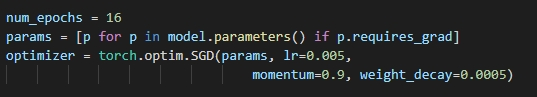 num_epochs = 16
params = [p for p in model.parameters() if p.requires_grad]
optimizer = torch.optim.SGD(params, lr=0.005,
momentum=0.9, weight_decay=0.0005)